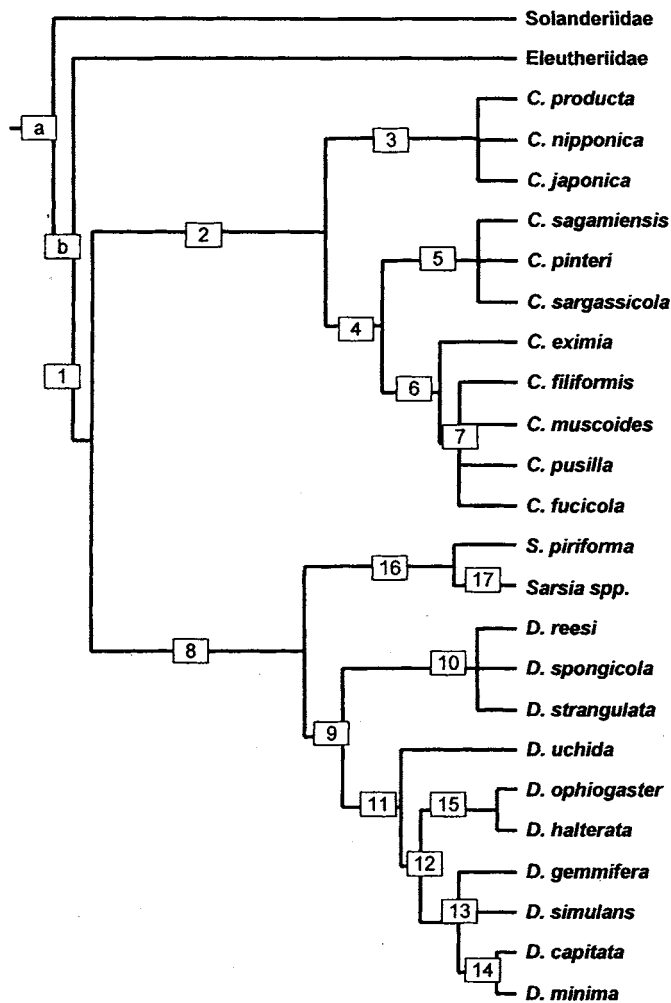 Solanderiidae
Eleutheriidae
a
C. producta
3
C. nipponica
C. japonica
2
C. sagamiensis
b
5
C. pinteri
C. sargassicola
4
C. eximia
1
6
C. filiformis
C. muscoides
7
C. pusilla
C. fucicola
S. piriforma
16
17
Sarsia spp.
D. reesi
8
10
D. spongicola
D. strangulata
9
D. uchida
D. ophiogaster
11
15
D. halterata
12
D. gemmifera
13
D. simulans
D. capitata
14
D. minima